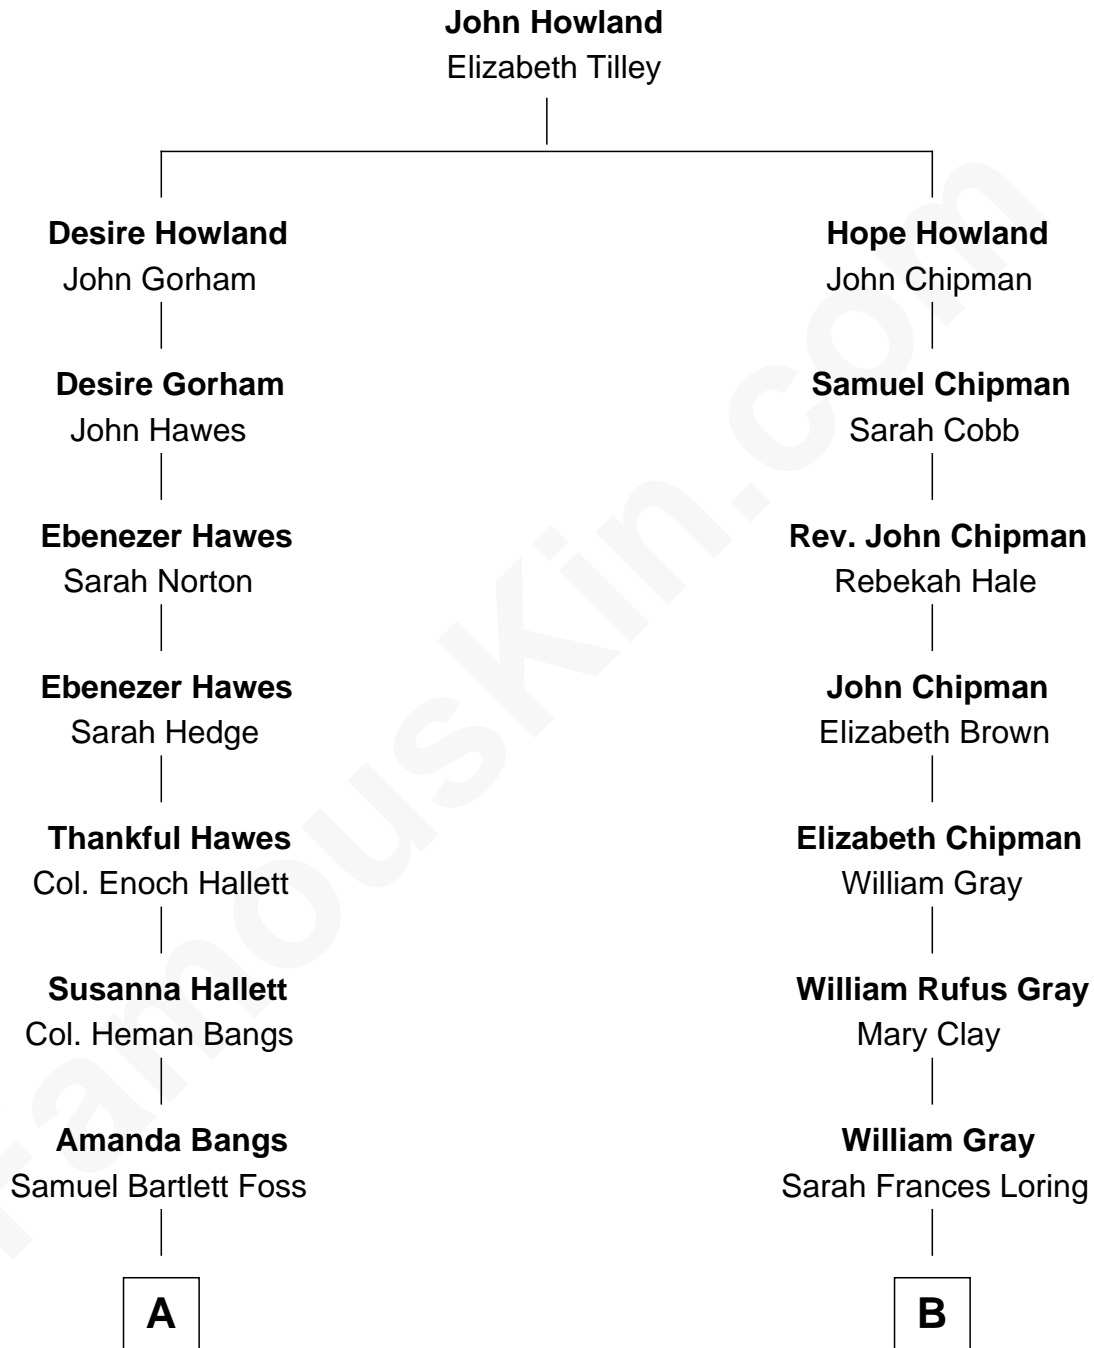 John Howland
Elizabeth Tilley
Desire Howland
John Gorham
Desire Gorham
John Hawes
Ebenezer Hawes
Sarah Norton
Ebenezer Hawes
Sarah Hedge
Thankful Hawes
Col. Enoch Hallett
Susanna Hallett
Col. Heman Bangs
Amanda Bangs
Samuel Bartlett Foss
A
Hope Howland
John Chipman
Samuel Chipman
Sarah Cobb
Rev. John Chipman
Rebekah Hale
John Chipman
Elizabeth Brown
Elizabeth Chipman
William Gray
William Rufus Gray
Mary Clay
William Gray
Sarah Frances Loring
B
FamousKin.com